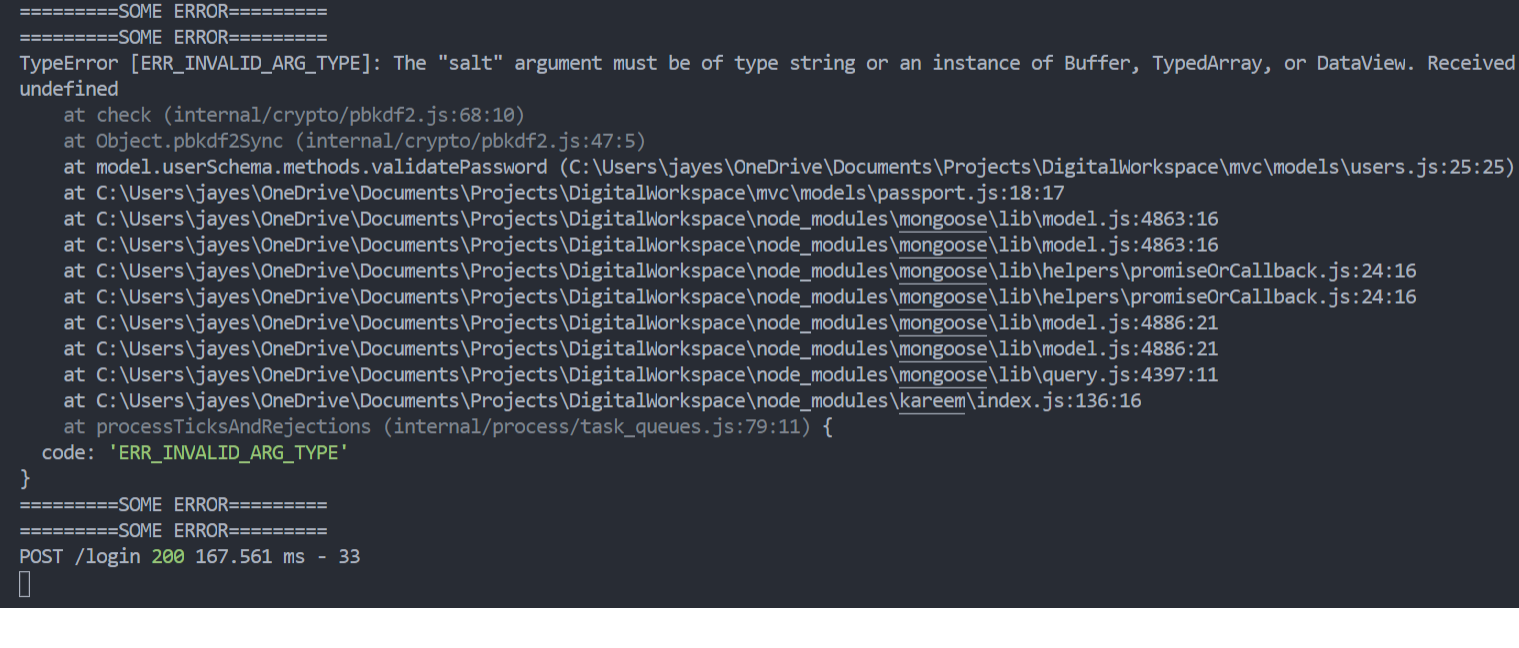 =========SOME ERROR=========
=========SOME ERROR=========
TypeError [ERR_INVALID_ARG_TYPE]: The "salt" argument must be of type string or an instance of Buffer, TypedArray, or DataView. Received
undefined
    at check (internal/crypto/pbkdf2.js:68:10)
    at Object.pbkdf2Sync (internal/crypto/pbkdf2.js:47:5)
    at model.userSchema.methods.validatePassword (C:\Users\jayes\OneDrive\Documents\Projects\DigitalWorkspace\mvc\models\users.js:25:25)
    at C:\Users\jayes\OneDrive\Documents\Projects\DigitalWorkspace\mvc\models\passport.js:18:17
    at C:\Users\jayes\OneDrive\Documents\Projects\DigitalWorkspace\node_modules\mongoose\lib\model.js:4863:16
    at C:\Users\jayes\OneDrive\Documents\Projects\DigitalWorkspace\node_modules\mongoose\lib\model.js:4863:16
    at C:\Users\jayes\OneDrive\Documents\Projects\DigitalWorkspace\node_modules\mongoose\lib\helpers\promiseOrCallback.js:24:16
    at C:\Users\jayes\OneDrive\Documents\Projects\DigitalWorkspace\node_modules\mongoose\lib\helpers\promiseOrCallback.js:24:16
    at C:\Users\jayes\OneDrive\Documents\Projects\DigitalWorkspace\node_modules\mongoose\lib\model.js:4886:21
    at C:\Users\jayes\OneDrive\Documents\Projects\DigitalWorkspace\node_modules\mongoose\lib\model.js:4886:21
    at C:\Users\jayes\OneDrive\Documents\Projects\DigitalWorkspace\node_modules\mongoose\lib\query.js:4397:11
    at C:\Users\jayes\OneDrive\Documents\Projects\DigitalWorkspace\node_modules\kareem\index.js:136:16
    at processTicksAndRejections (internal/process/task_queues.js:79:11) {
  code: 'ERR_INVALID_ARG_TYPE'
}
=========SOME ERROR=========
=========SOME ERROR=========
POST /login 200 167.561 ms - 33